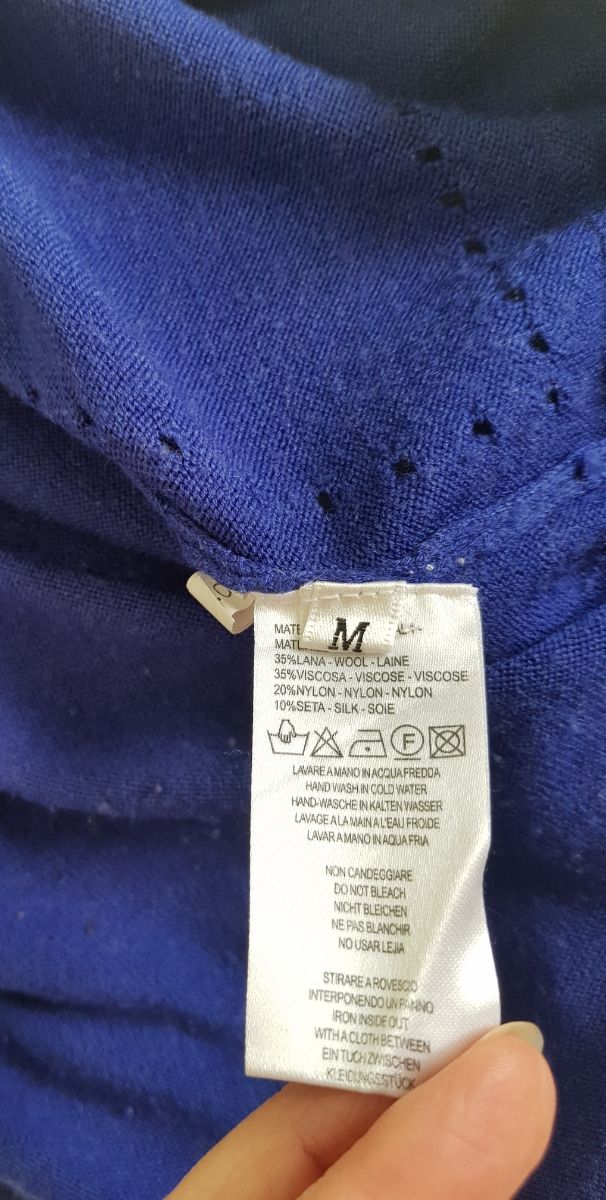 M
35%LANA - WOOL - LAINE
35%VISCOSA - VISCOSE - VISCOSE
20%NYLON - NYLON - NYLON
10%SETA - SILK - SOIE
F
LAVARE A MANO IN ACQUA FREDDA
HAND WASH IN COLD WATER
HAND-WASCHE IN KALTEN WASSER
LAVAGE A LA MAIN A L'EAU FROIDE
LAVAR A MANO IN AQUA FRIA
NON CANDEGGIARE
DO NOT BLEACH
NICHT BLEICHEN
NE PAS BLANCHIR
NO USAR LEJIA
STIRARE A ROVESCIO
INTERPONENDO UN PANNO
IRON INSIDE OUT
WITH A CLOTH BETWEEN
EIN TUCH ZWISCHEN
KLEIDUNGSSTÜCK